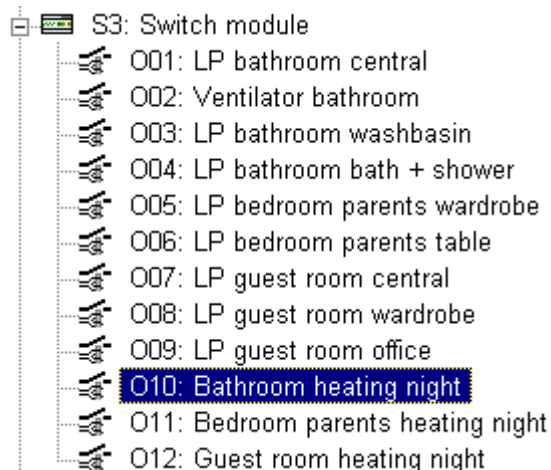 S3: Switch module
O01: LP bathroom central
O02: Ventilator bathroom
O03: LP bathroom washbasin
O04: LP bathroom bath + shower
O05: LP bedroom parents wardrobe
O06: LP bedroom parents table
O07: LP guest room central
O08: LP guest room wardrobe
O09: LP guest room office
O10: Bathroom heating night
O11: Bedroom parents heating night
O12: Guest room heating night